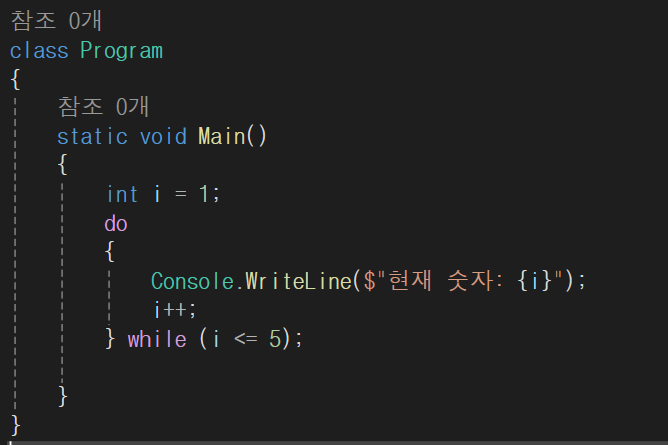 참조 0개
class Program
{
참조 0개
static void Main()
{
int i = 1;
do
{
Console.WriteLine($"현재 숫자: {i}");
i++;
} while (i <= 5);
}
}